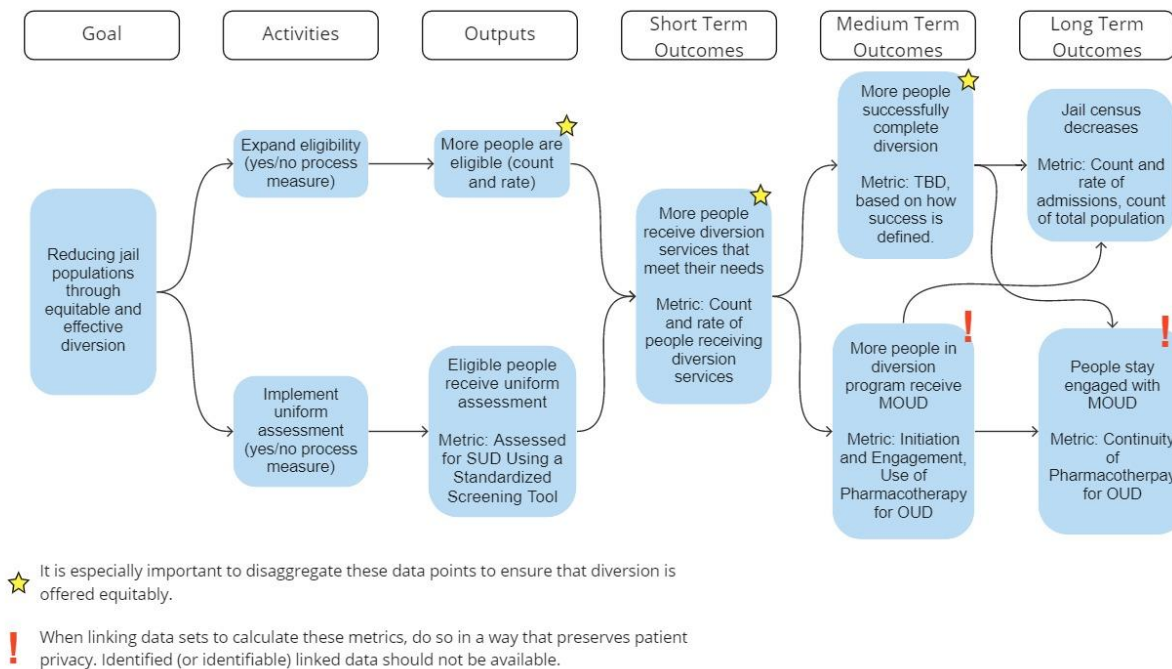 Goal
Activities
Outputs
Short Term
Outcomes
Medium Term
Outcomes
Long Term
Outcomes
Reducing jail
populations
through
equitable and
effective
diversion
Expand eligibility
(yes/no process
measure)
Implement
uniform
assessment
(yes/no process
measure)
More people are
eligible (count
and rate)
Eligible people
receive uniform
assessment
Metric: Assessed
for SUD Using a
Standardized
Screening Tool
More people
receive diversion
services that
meet their needs
Metric: Count
and rate of
people receiving
diversion
services
More people
successfully
complete
diversion
Metric: TBD,
based on how
success is
defined.
More people in
diversion
program receive
MOUD
Metric: Initiation
and Engagement,
Use of
Pharmacotherapy
for OUD
Jail census
decreases
Metric: Count and
rate of
admissions, count
of total population
People stay
engaged with
MOUD
Metric: Continuity
of
Pharmacotherpay
for OUD
It is especially important to disaggregate these data points to ensure that diversion is
offered equitably.
When linking data sets to calculate these metrics, do so in a way that preserves patient
privacy. Identified (or identifiable) linked data should not be available.